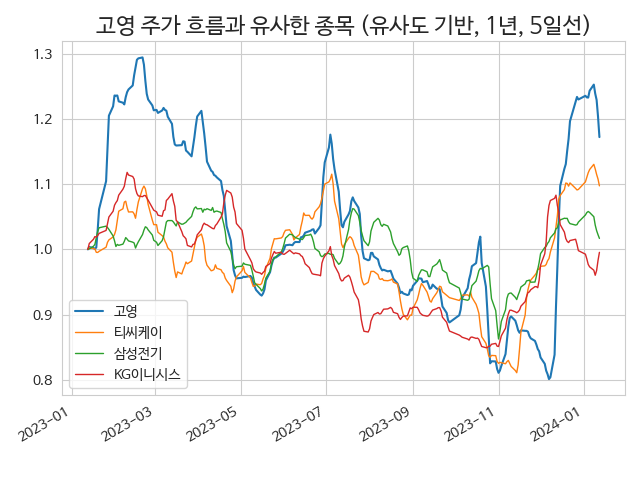 고영 주가 흐름과 유사한 종목 (유사도 기반, 1년, 5일선)
1.3
1.2
1.1
1.0
0.9
0.8
고영
티씨케이
삼성전기
KG이니시스
2023-01
2023-03
2023-05
2023-07
2023-09
2023-11
2024-01